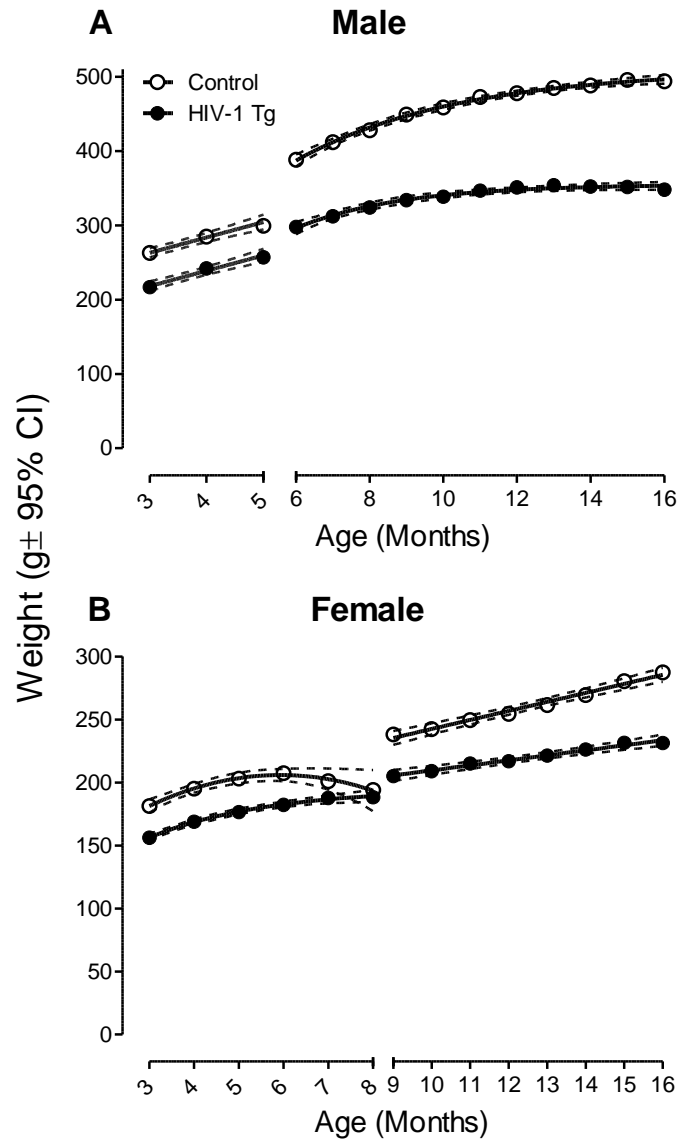 A Male
500
400
300
200
100
0
Control
HIV-1 Tg
3 4 5 6 8 10 12 14 16
Age (Months)
Weight (g± 95% CI)
B Female
300
250
200
150
100
50
0
3 4 5 6 7 8 9 10 11 12 13 14 15 16
Age (Months)